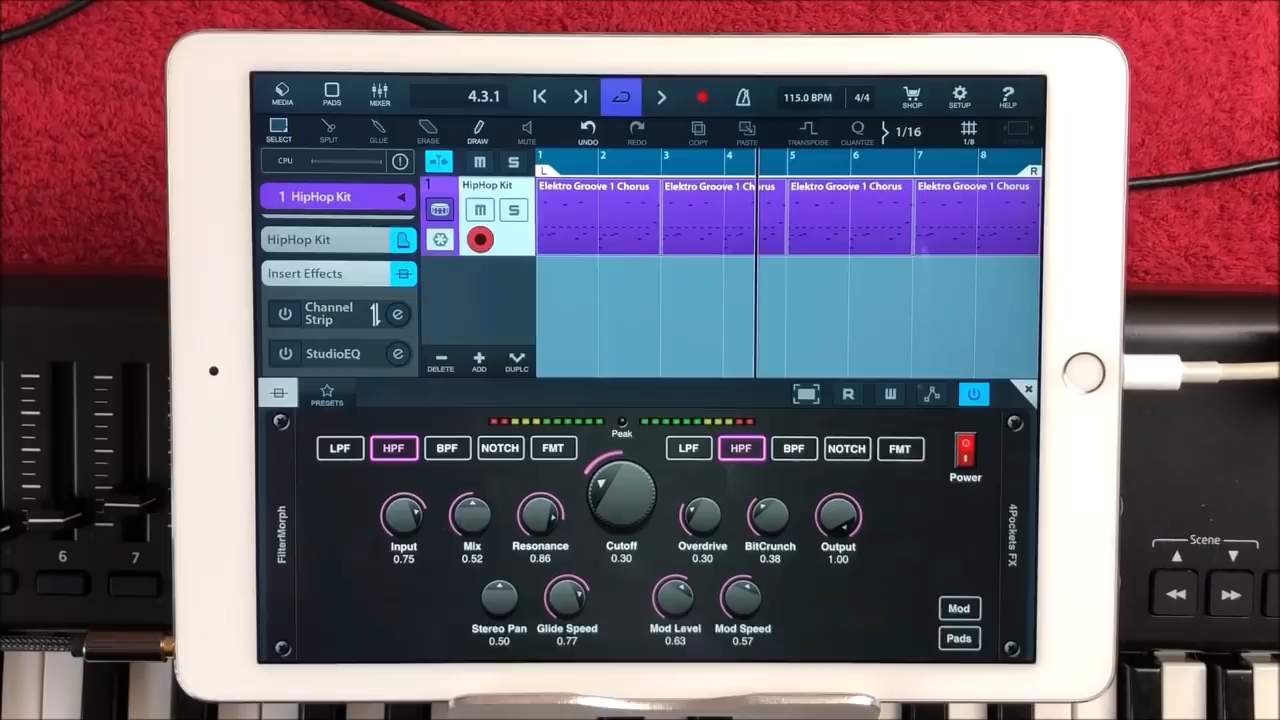 MEDIA
PADS
MIXER
4.3.1
115.0 BPM
4/4
SHOP
SETUP
HELP
SELECT
SPLIT
GLUE
ERASE
DRAW
MUTE
UNDO
REDO
COPY
PASTE
TRANSPOSE
QUANTIZE
1/16
1/8
CPU
M
S
1
2
3
4
5
6
7
8
L
R
1 HipHop Kit
1
HipHop Kit
M
S
Elektro Groove 1 Chorus
Elektro Groove 1 Chorus
Elektro Groove 1 Chorus
Elektro Groove 1 Chorus
HipHop Kit
Insert Effects
Channel
Strip
e
StudioEQ
e
DELETE
ADD
DUPLC
PRESETS
R
W
Peak
LPF
HPF
BPF
NOTCH
FMT
LPF
HPF
BPF
NOTCH
FMT
Power
FilterMorph
4Pockets FX
Input
0.75
Mix
0.52
Resonance
0.86
Cutoff
0.30
Overdrive
0.30
BitCrunch
0.38
Output
1.00
Stereo Pan
0.50
Glide Speed
0.77
Mod Level
0.63
Mod Speed
0.57
Mod
Pads
6
7
Scene